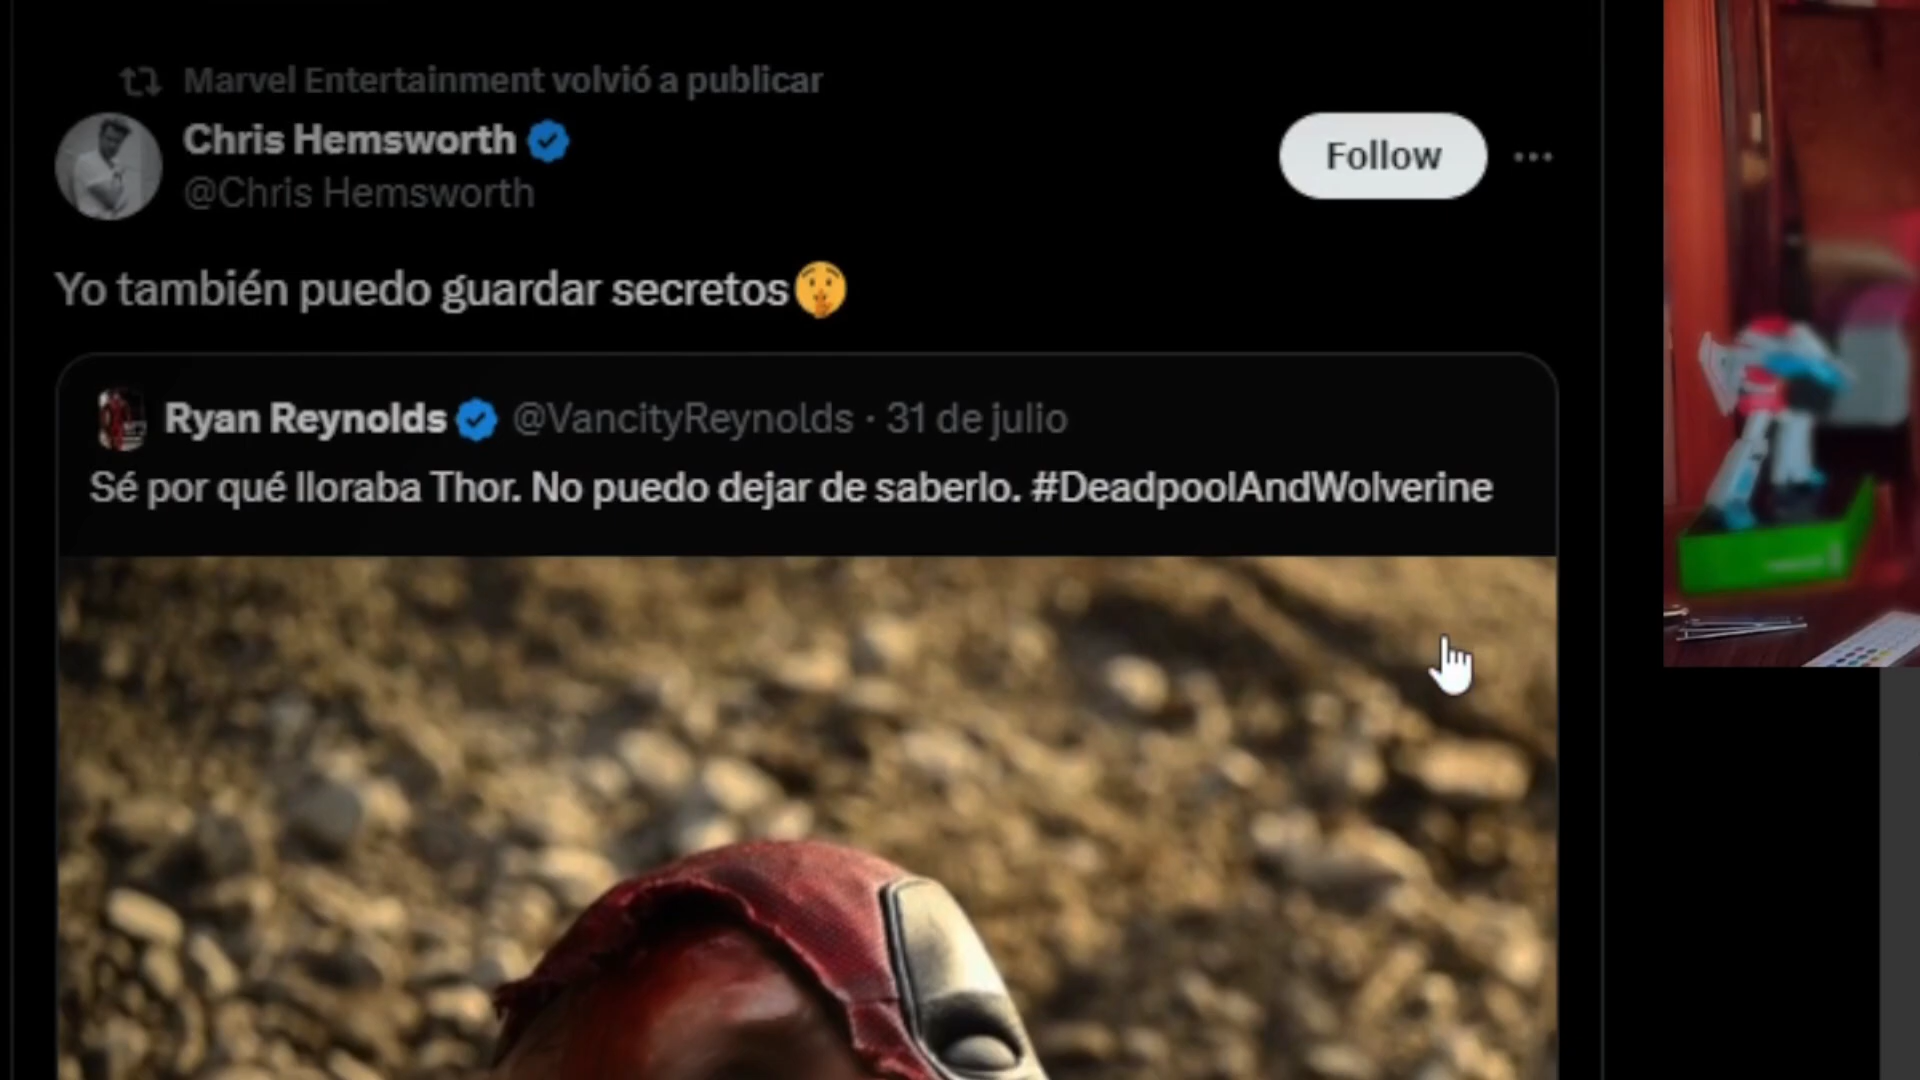 Marvel Entertainment volvió a publicar
Chris Hemsworth
@Chris Hemsworth
Follow
Yo también puedo guardar secretos🤫
Ryan Reynolds @VancityReynolds · 31 de julio
Sé por qué lloraba Thor. No puedo dejar de saberlo. #DeadpoolAndWolverine